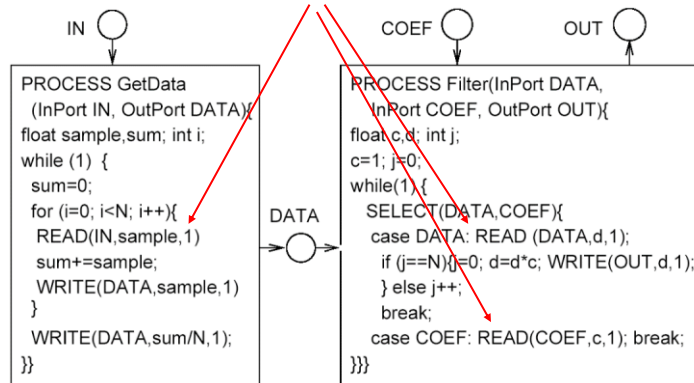 IN
COEF
OUT
PROCESS GetData
(InPort IN, OutPort DATA){
float sample,sum; int i;
while (1) {
sum=0;
for (i=0; i<N; i++){
READ(IN,sample,1)
sum+=sample;
WRITE(DATA,sample,1)
}
WRITE(DATA,sum/N,1);
}}
DATA
PROCESS Filter(InPort DATA,
InPort COEF, OutPort OUT){
float c,d; int j;
c=1; j=0;
while(1) {
SELECT(DATA,COEF){
case DATA: READ (DATA,d,1);
if (j==N){j=0; d=d*c; WRITE(OUT,d,1);
} else j++;
break;
case COEF: READ(COEF,c,1); break;
}}}